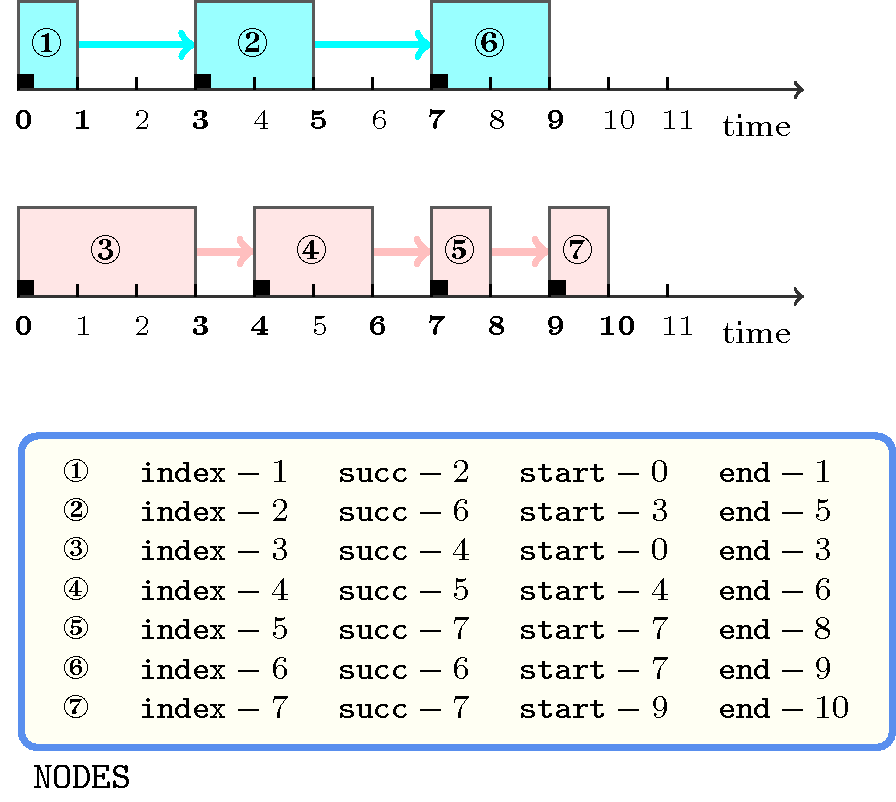 ① ② ⑥
0 1 2 3 4 5 6 7 8 9 10 11 time
③ ④ ⑤ ⑦
0 1 2 3 4 5 6 7 8 9 10 11 time
① index – 1 succ – 2 start – 0 end – 1
② index – 2 succ – 6 start – 3 end – 5
③ index – 3 succ – 4 start – 0 end – 3
④ index – 4 succ – 5 start – 4 end – 6
⑤ index – 5 succ – 7 start – 7 end – 8
⑥ index – 6 succ – 6 start – 7 end – 9
⑦ index – 7 succ – 7 start – 9 end – 10
NODES